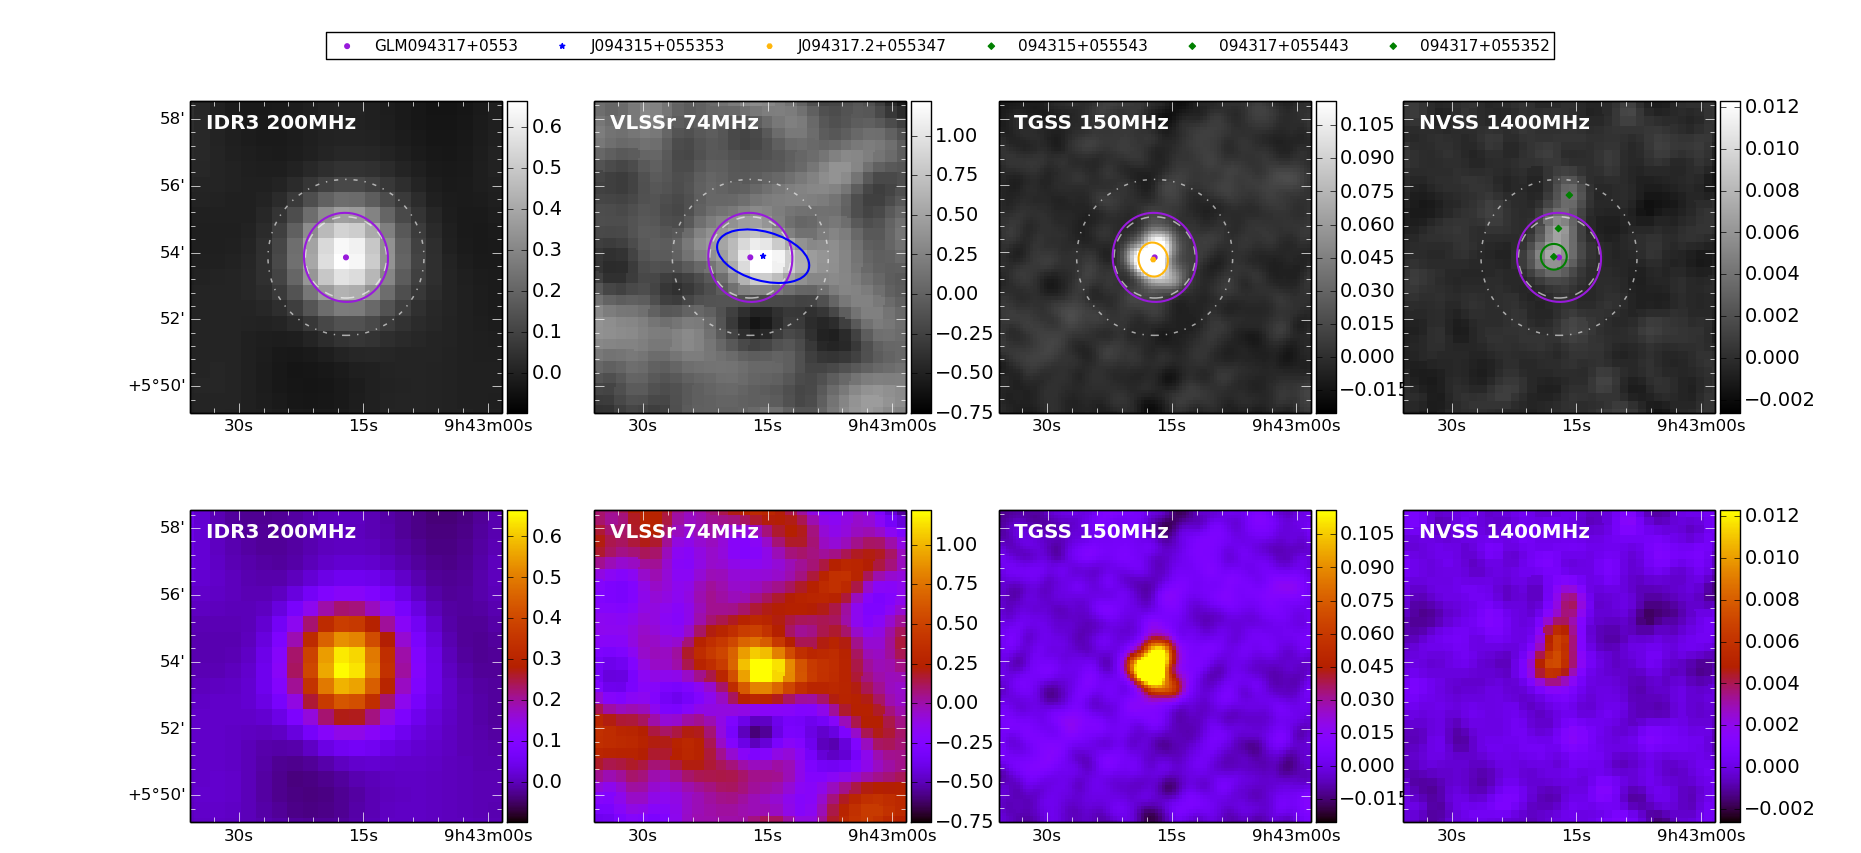 GLM094317+0553 J094315+055353 J094317.2+055347 094315+055543 094317+055443 094317+055352
IDR3 200MHz VLSSr 74MHz TGSS 150MHz NVSS 1400MHz
58' 0.6 1.00 0.105 0.012
56' 0.5 0.75 0.090 0.010
54' 0.4 0.50 0.075 0.008
52' 0.3 0.25 0.060 0.006
+5°50' 0.2 0.00 0.045 0.004
0.1 −0.25 0.030 0.002
0.0 −0.50 0.015 0.000
−0.75 0.000 −0.002
−0.015
30s 15s 9h43m00s 30s 15s 9h43m00s 30s 15s 9h43m00s 30s 15s 9h43m00s
IDR3 200MHz VLSSr 74MHz TGSS 150MHz NVSS 1400MHz
58' 0.6 1.00 0.105 0.012
56' 0.5 0.75 0.090 0.010
54' 0.4 0.50 0.075 0.008
52' 0.3 0.25 0.060 0.006
+5°50' 0.2 0.00 0.045 0.004
0.1 −0.25 0.030 0.002
0.0 −0.50 0.015 0.000
−0.75 0.000 −0.002
−0.015
30s 15s 9h43m00s 30s 15s 9h43m00s 30s 15s 9h43m00s 30s 15s 9h43m00s